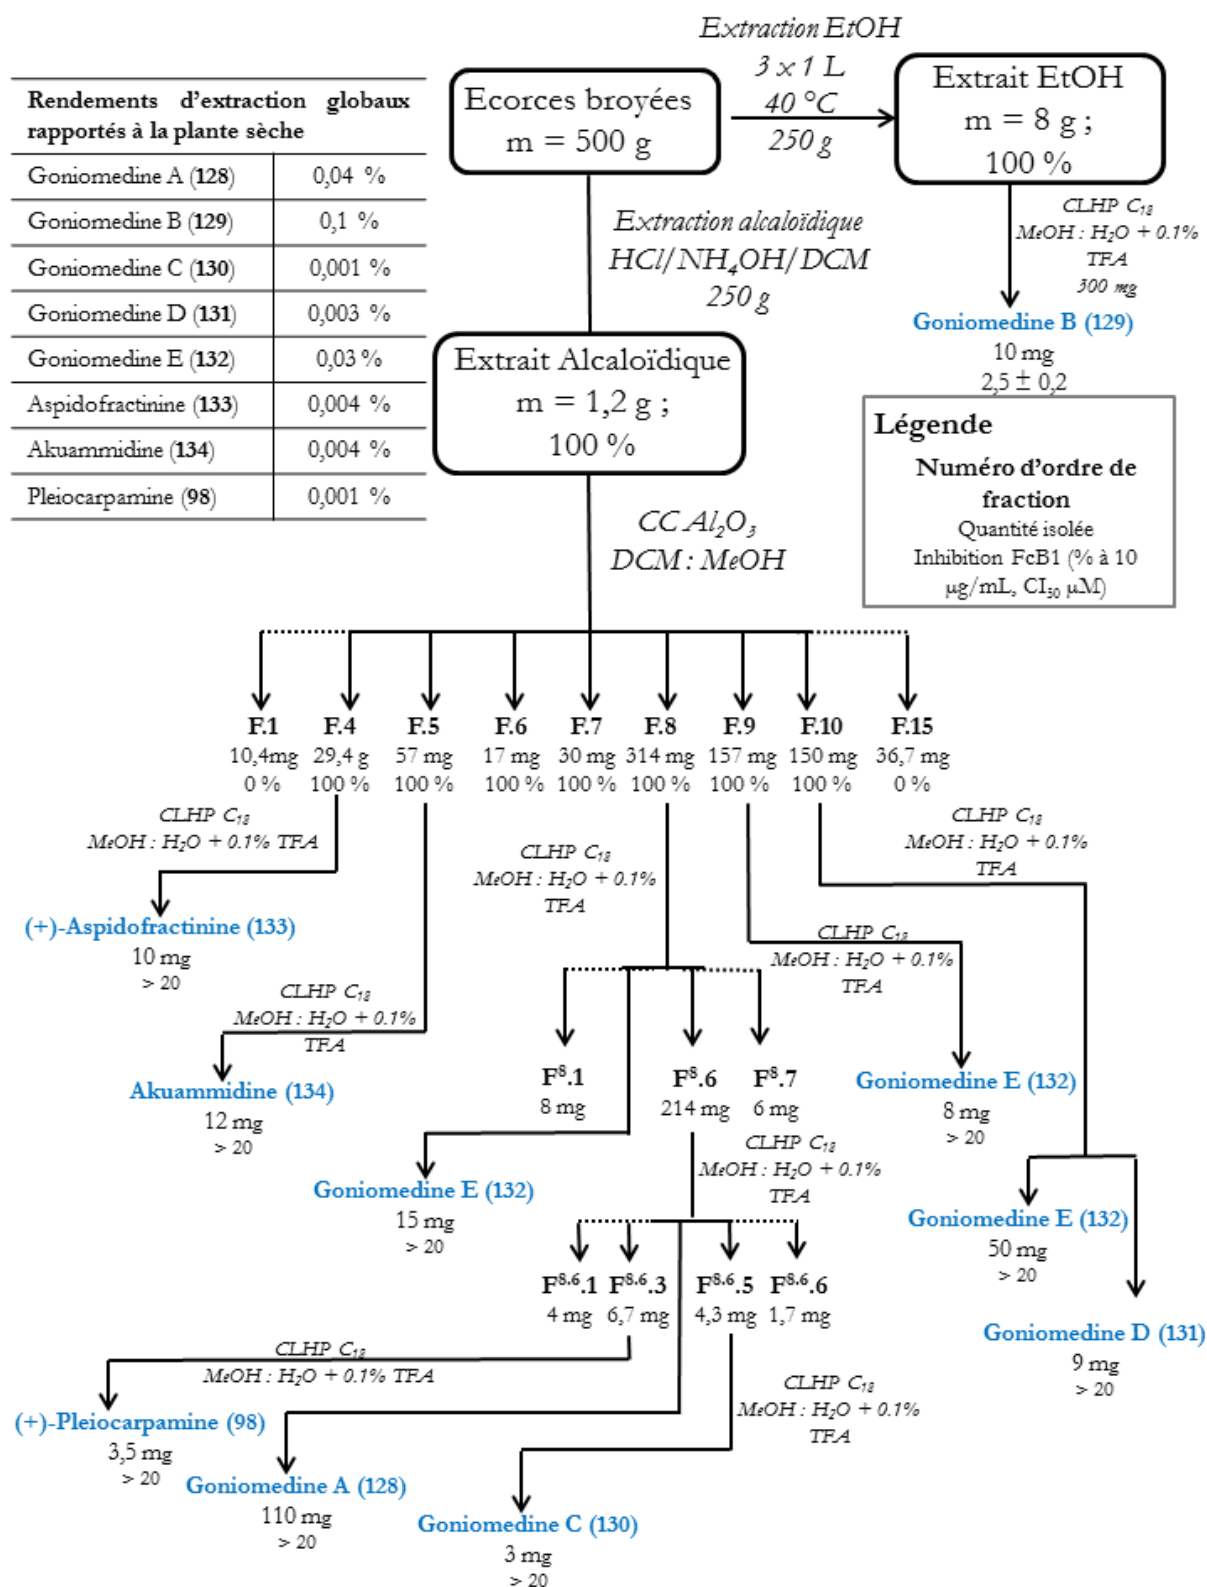 Extraction EtOH
3 x 1 L
40 °C
250 g
Ecorces broyées
m = 500 g
Extrait EtOH
m = 8 g ;
100 %
Rendements d'extraction globaux
rapportés à la plante sèche
Goniomedine A (128) 0,04 %
Goniomedine B (129) 0,1 %
Goniomedine C (130) 0,001 %
Goniomedine D (131) 0,003 %
Goniomedine E (132) 0,03 %
Aspidofractinine (133) 0,004 %
Akuammidine (134) 0,004 %
Pleiocarpamine (98) 0,001 %
Extraction alcaloïdique
HCl/NH₄OH/DCM
250 g
CLHP C₁₈
MeOH : H₂O + 0.1%
TFA
300 mg
Goniomedine B (129)
10 mg
2,5 ± 0,2
Extrait Alcaloïdique
m = 1,2 g ;
100 %
Légende
Numéro d'ordre de
fraction
Quantité isolée
Inhibition FcB1 (% à 10
µg/mL, CI₅₀ µM)
CC Al₂O₃
DCM : MeOH
F.1 F.4 F.5 F.6 F.7 F.8 F.9 F.10 F.15
10,4mg 29,4 g 57 mg 17 mg 30 mg 314 mg 157 mg 150 mg 36,7 mg
0 % 100 % 100 % 100 % 100 % 100 % 100 % 100 % 0 %
CLHP C₁₈
MeOH : H₂O + 0.1% TFA
CLHP C₁₈
MeOH : H₂O + 0.1%
TFA
CLHP C₁₈
MeOH : H₂O + 0.1%
TFA
(+)-Aspidofractinine (133)
10 mg
> 20
CLHP C₁₈
MeOH : H₂O + 0.1%
TFA
CLHP C₁₈
MeOH : H₂O + 0.1%
TFA
Akuammidine (134)
12 mg
> 20
F⁸.1 F⁸.6 F⁸.7
8 mg 214 mg 6 mg
Goniomedine E (132)
8 mg
> 20
CLHP C₁₈
MeOH : H₂O + 0.1%
TFA
Goniomedine E (132)
15 mg
> 20
Goniomedine E (132)
50 mg
> 20
F⁸·⁶.1 F⁸·⁶.3 F⁸·⁶.5 F⁸·⁶.6
4 mg 6,7 mg 4,3 mg 1,7 mg
Goniomedine D (131)
9 mg
> 20
CLHP C₁₈
MeOH : H₂O + 0.1% TFA
CLHP C₁₈
MeOH : H₂O + 0.1%
TFA
(+)-Pleiocarpamine (98)
3,5 mg
> 20
Goniomedine A (128)
110 mg
> 20
Goniomedine C (130)
3 mg
> 20